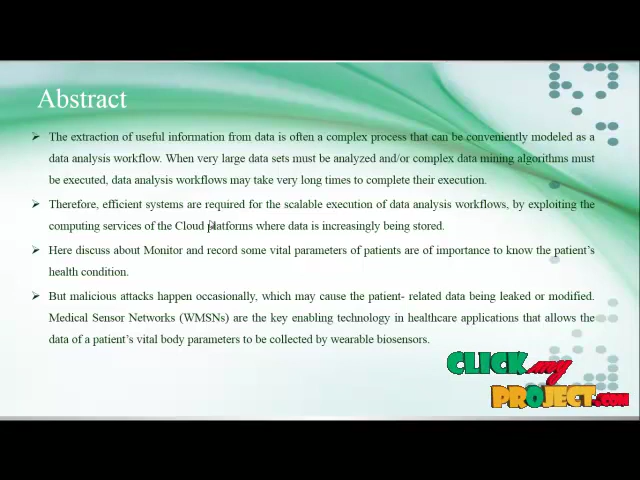 Abstract
The extraction of useful information from data is often a complex process that can be conveniently modeled as a
data analysis workflow. When very large data sets must be analyzed and/or complex data mining algorithms must
be executed, data analysis workflows may take very long times to complete their execution.
Therefore, efficient systems are required for the scalable execution of data analysis workflows, by exploiting the
computing services of the Cloud platforms where data is increasingly being stored.
Here discuss about Monitor and record some vital parameters of patients are of importance to know the patient's
health condition.
But malicious attacks happen occasionally, which may cause the patient- related data being leaked or modified.
Medical Sensor Networks (WMSNs) are the key enabling technology in healthcare applications that allows the
data of a patient's vital body parameters to be collected by wearable biosensors.
CLICK my
PROJECT.com